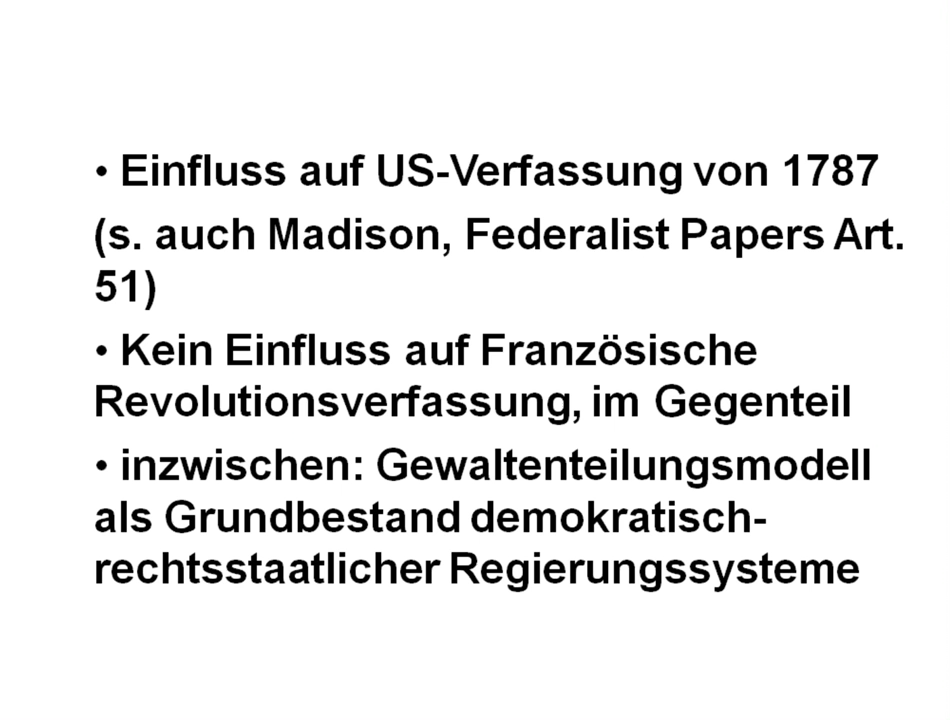 • Einfluss auf US-Verfassung von 1787
(s. auch Madison, Federalist Papers Art.
51)
• Kein Einfluss auf Französische
Revolutionsverfassung, im Gegenteil
• inzwischen: Gewaltenteilungsmodell
als Grundbestand demokratisch-
rechtsstaatlicher Regierungssysteme